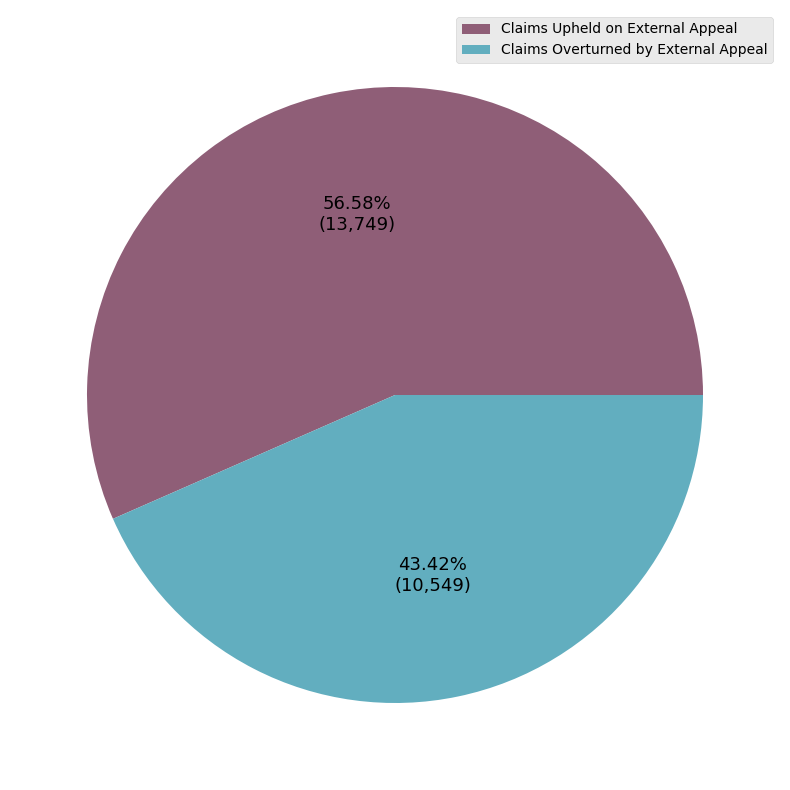 Claims Upheld on External Appeal
Claims Overturned by External Appeal
56.58%
(13,749)
43.42%
(10,549)